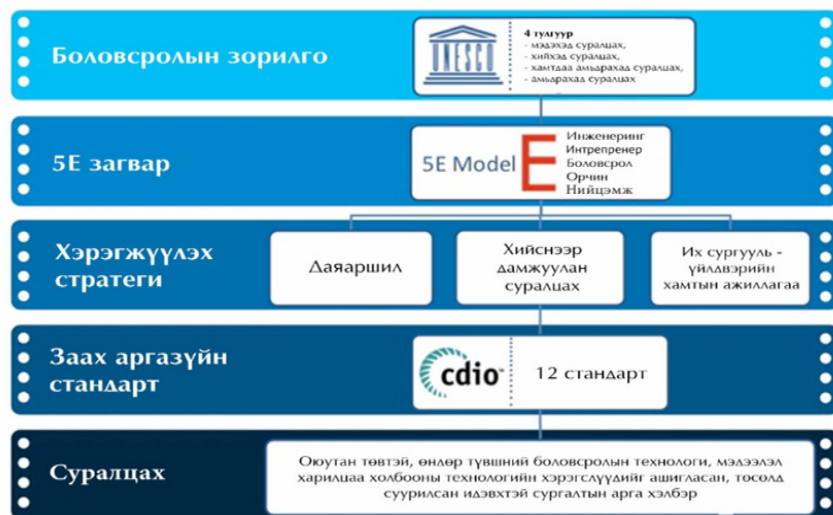 Боловсролын зорилго
UNESCO
4 тулгуур
- мэдэхэд суралцах,
- хийхэд суралцах,
- хамтдаа амьдрахад суралцах,
- амьдрахад суралцах
5E загвар
5E Model
E
Инженеринг
Интрепренер
Боловсрол
Орчин
Нийцэмж
Хэрэгжүүлэх
стратеги
Даяаршил
Хийснээр
дамжуулан
суралцах
Их сургууль -
үйлдвэрийн
хамтын ажиллагаа
Заах аргазүйн
стандарт
cdio™
12 стандарт
Суралцах
Оюутан төвтэй, өндөр түвшний боловсролын технологи, мэдээлэл
харилцаа холбооны технологийн хэрэгслүүдийг ашигласан, төсөлд
суурилсан идэвхтэй сургалтын арга хэлбэр